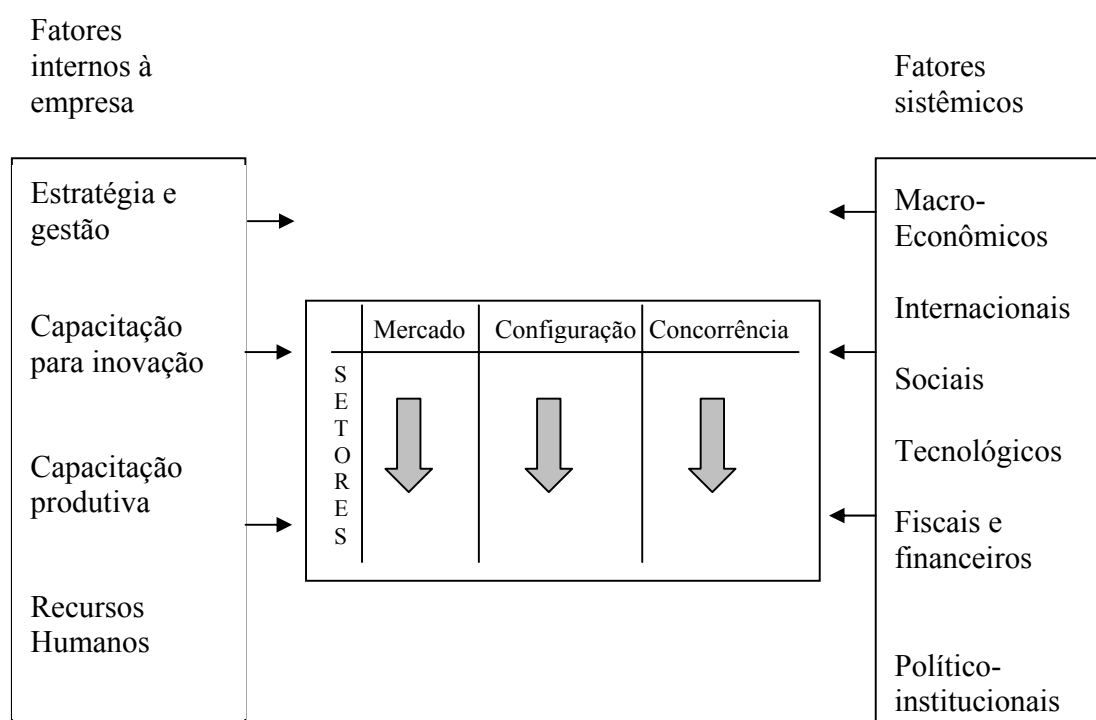 Fatores
internos à
empresa
Estratégia e
gestão
Capacitação
para inovação
Capacitação
produtiva
Recursos
Humanos
Mercado
Configuração
Concorrência
S
E
T
O
R
E
S
Fatores
sistêmicos
Macro-
Econômicos
Internacionais
Sociais
Tecnológicos
Fiscais e
financeiros
Político-
institucionais